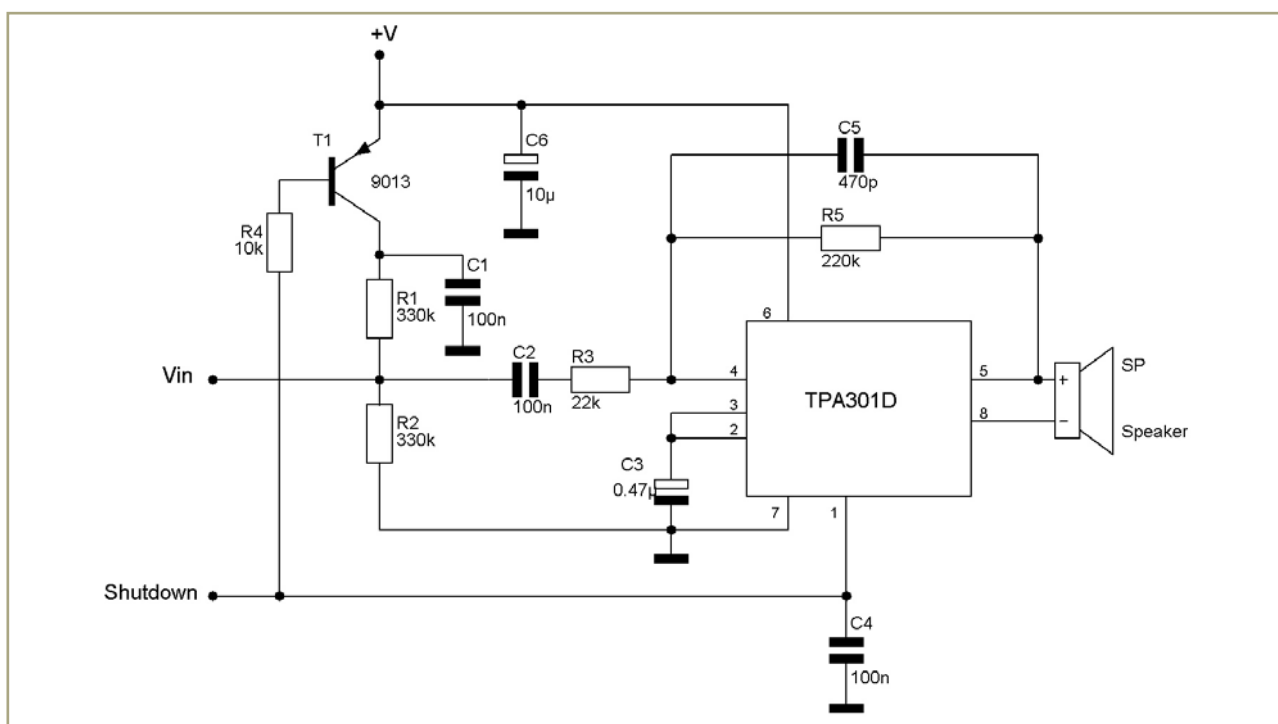 +V
T1
9013
C6
10µ
C5
470p
R5
220k
R4
10k
R1
330k
C1
100n
C2
100n
R3
22k
Vin
R2
330k
6
4
3
2
TPA301D
5
8
7
1
SP
+
−
Speaker
C3
0.47µ
Shutdown
C4
100n